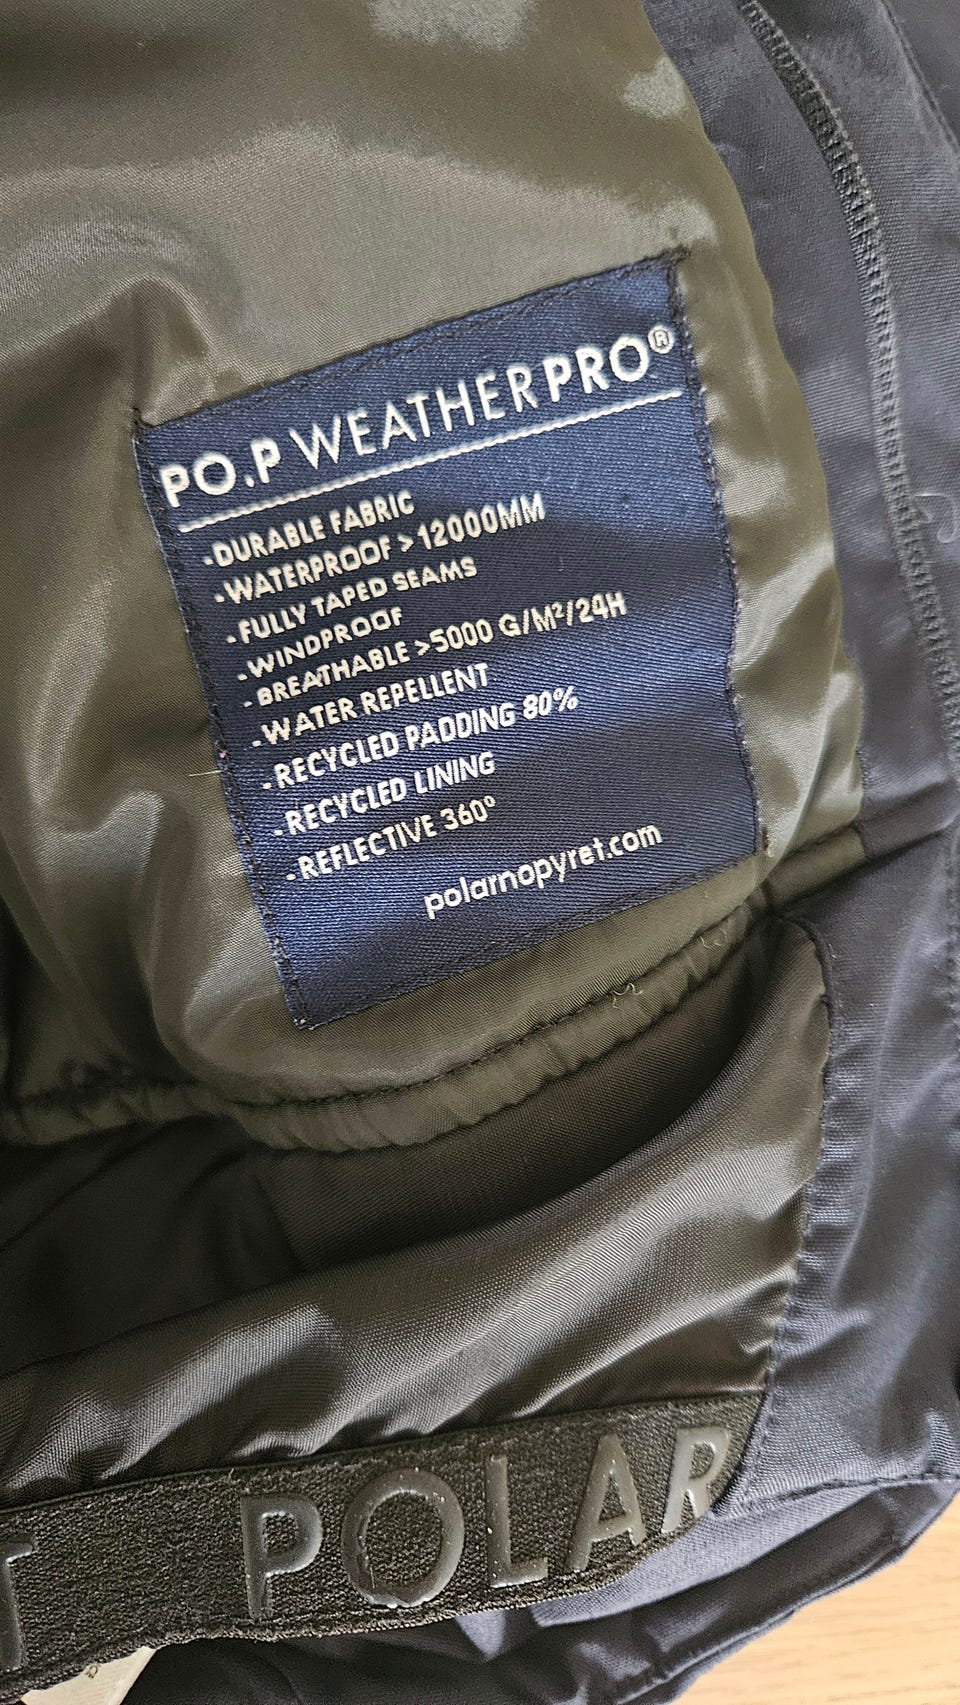 PO.P WEATHERPRO®
-DURABLE FABRIC
-WATERPROOF >12000MM
-FULLY TAPED SEAMS
-WINDPROOF
-BREATHABLE >5000 G/M²/24H
-WATER REPELLENT
-RECYCLED PADDING 80%
-RECYCLED LINING
-REFLECTIVE 360°
polarnopyret.com
T POLAR